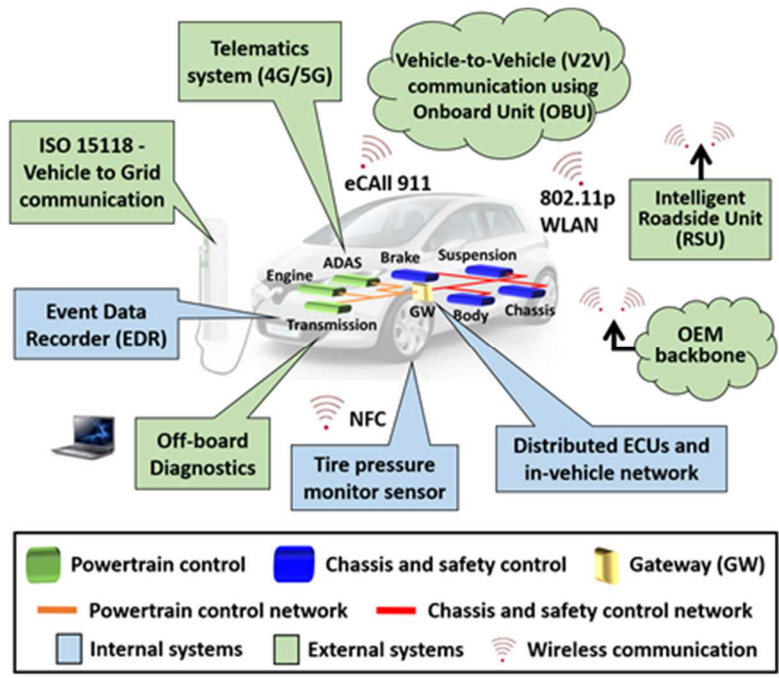 Telematics
system (4G/5G)
Vehicle-to-Vehicle (V2V)
communication using
Onboard Unit (OBU)
ISO 15118 -
Vehicle to Grid
communication
eCAll 911
802.11p
WLAN
Intelligent
Roadside Unit
(RSU)
Engine
ADAS
Brake
Suspension
Transmission
GW
Body
Chassis
Event Data
Recorder (EDR)
OEM
backbone
NFC
Off-board
Diagnostics
Tire pressure
monitor sensor
Distributed ECUs and
in-vehicle network
Powertrain control
Chassis and safety control
Gateway (GW)
Powertrain control network
Chassis and safety control network
Internal systems
External systems
Wireless communication